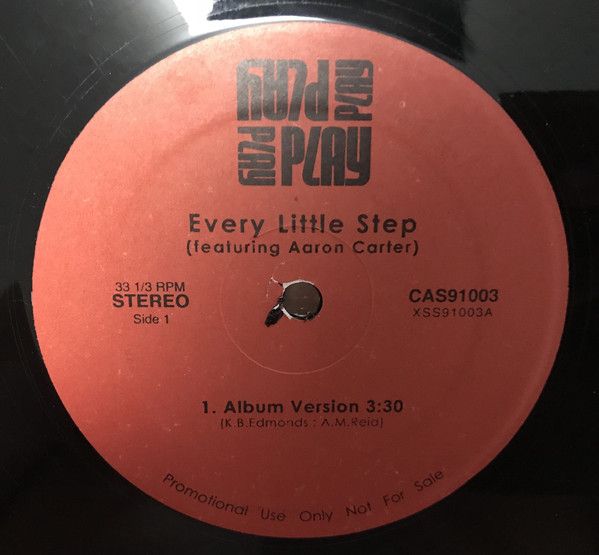 PLAY PLAY
PLAY PLAY
Every Little Step
(featuring Aaron Carter)
33 1/3 RPM
STEREO
Side 1
CAS91003
XSS91003A
1. Album Version 3:30
(K.B.Edmonds : A.M.Reid)
Promotional Use Only Not For Sale